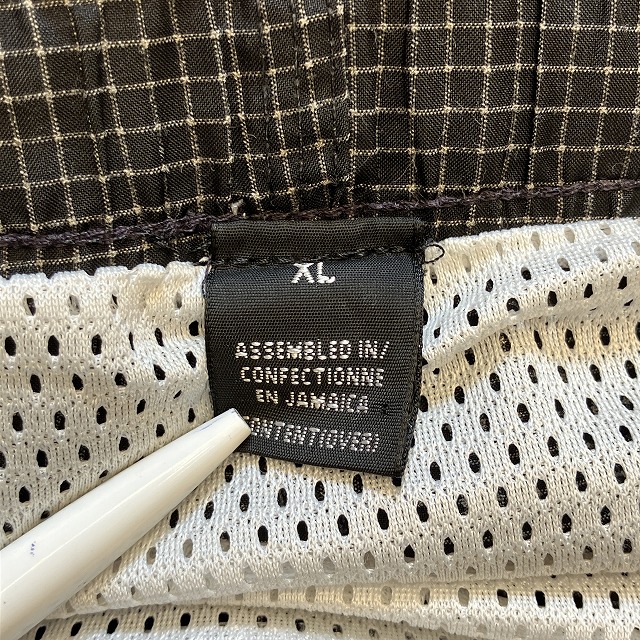 XL
ASSEMBLED IN/
CONFECTIONNE
EN JAMAICA
CONTENT(OVER)